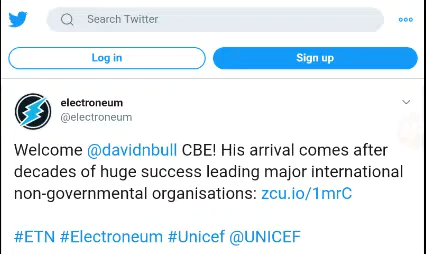 Search Twitter
Log in
Sign up
electroneum
@electroneum
Welcome @davidnbull CBE! His arrival comes after
decades of huge success leading major international
non-governmental organisations: zcu.io/1mrC
#ETN #Electroneum #Unicef @UNICEF